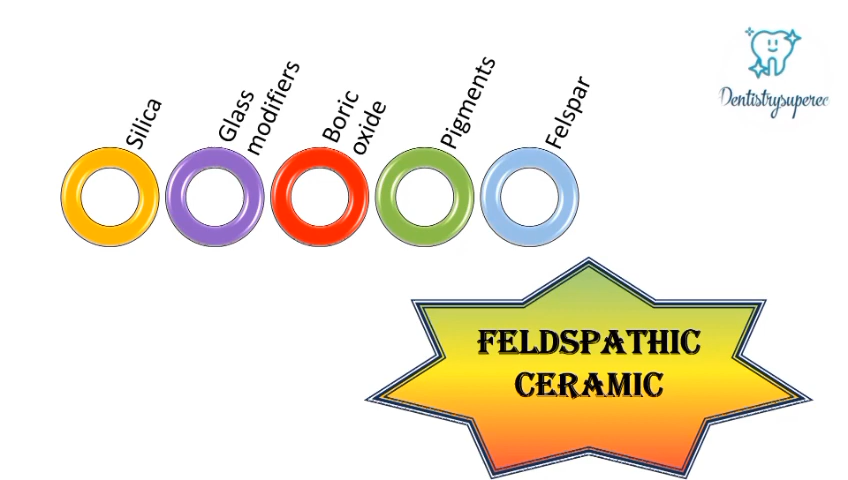 Silica
Glass
modifiers
Boric
oxide
Pigments
Felspar
Dentistrysuperec
FELDSPATHIC
CERAMIC